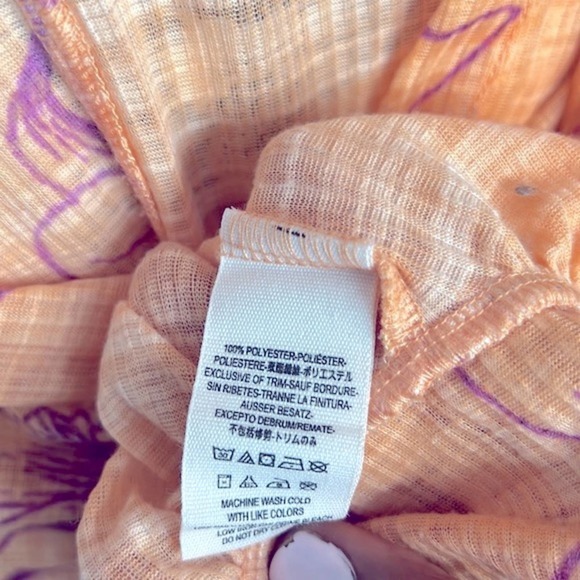 100% POLYESTER-POLIÉSTER-
POLIESTERE-聚酯纖維-ポリエステル
EXCLUSIVE OF TRIM-SAUF BORDURE-
SIN RIBETES-TRANNE LA FINITURA-
AUSSER BESATZ-
EXCEPTO DEBRUM/REMATE-
不包括修剪-トリムのみ
MACHINE WASH COLD
WITH LIKE COLORS
DO NOT DRY